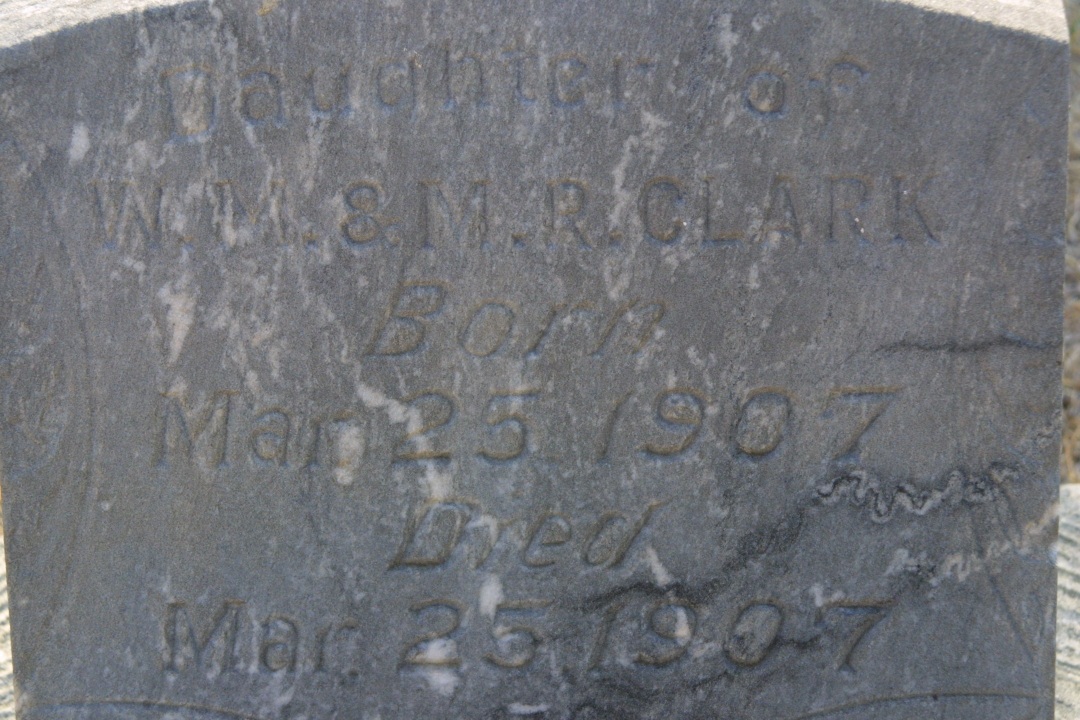 Daughter of
W.M. & M.R. CLARK
Born
Mar. 25, 1907
Died
Mar. 25, 1907